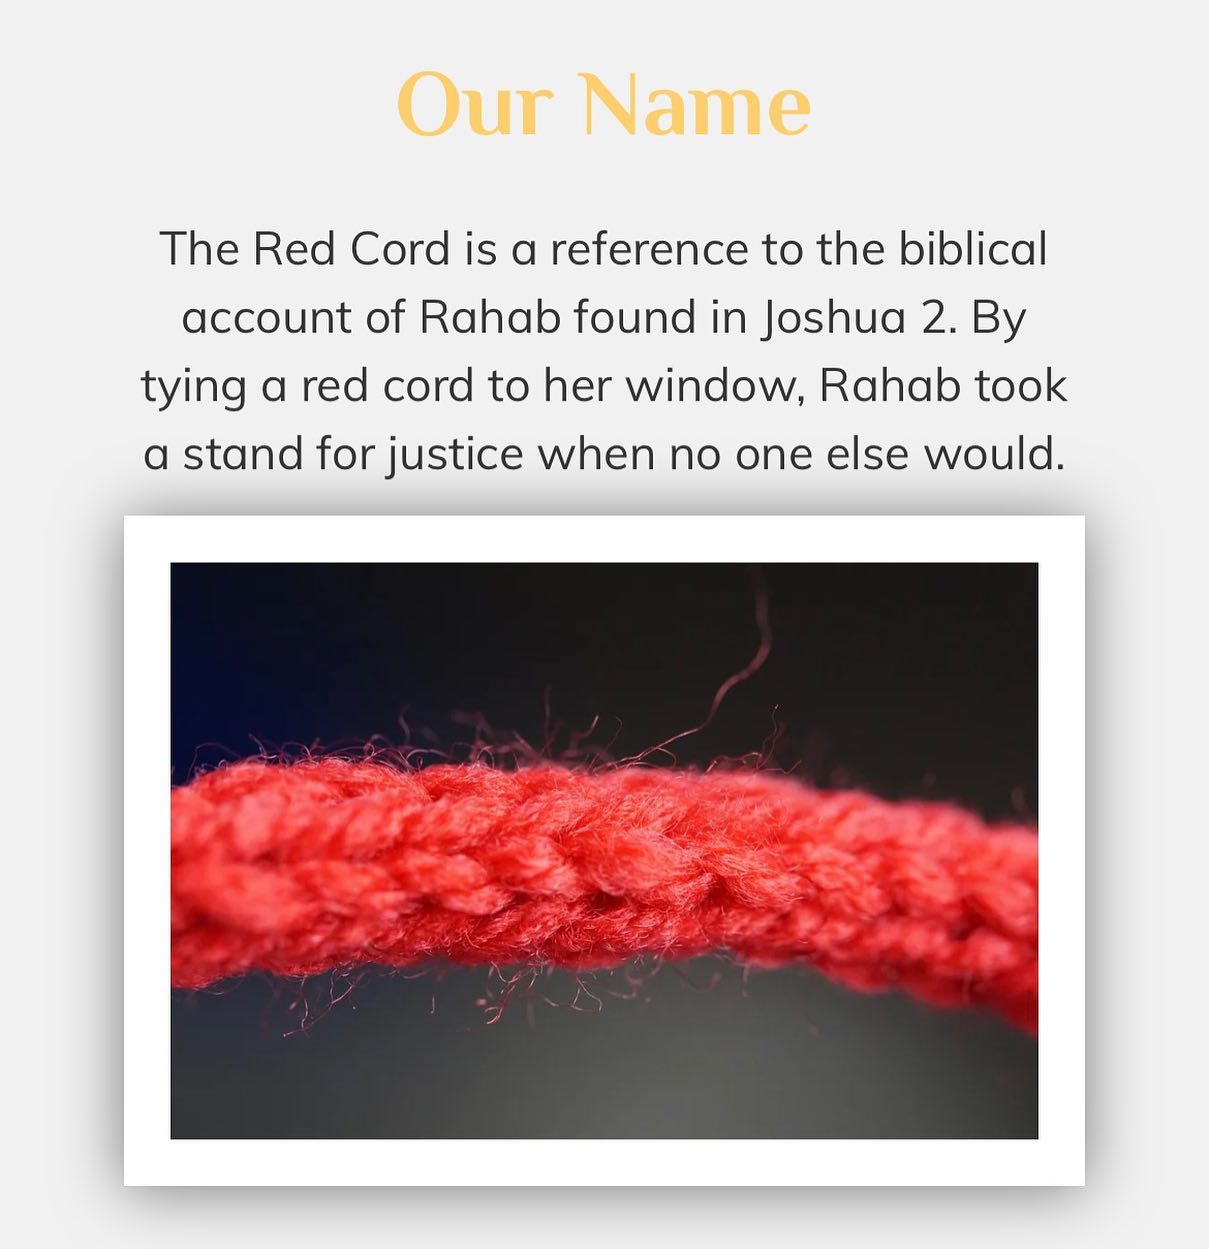 Our Name
The Red Cord is a reference to the biblical
account of Rahab found in Joshua 2. By
tying a red cord to her window, Rahab took
a stand for justice when no one else would.